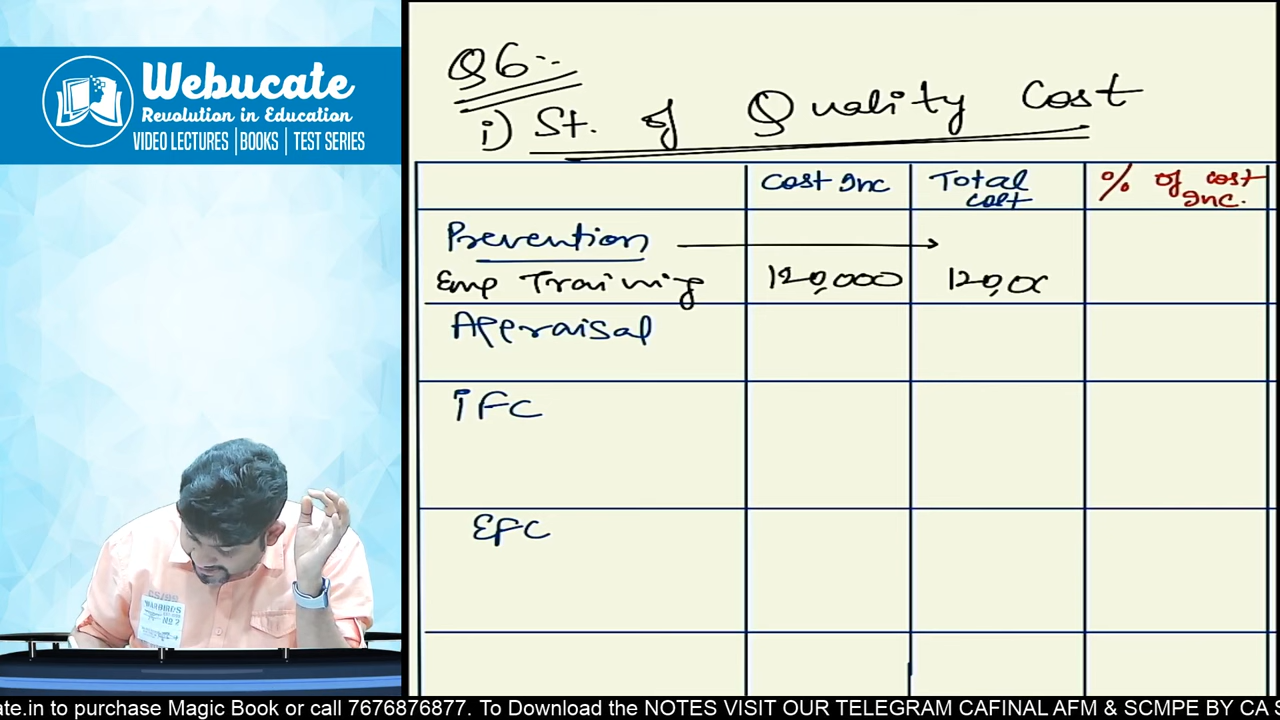 Webucate
Revolution in Education
VIDEO LECTURES | BOOKS | TEST SERIES
Q6:-
i) St. of Quality Cost
Cost Inc Total cost % of cost Inc.
Prevention
Emp Training 120,000 120,00
Appraisal
IFC
EFC
ate.in to purchase Magic Book or call 7676876877. To Download the NOTES VISIT OUR TELEGRAM CAFINAL AFM & SCMPE BY CA S